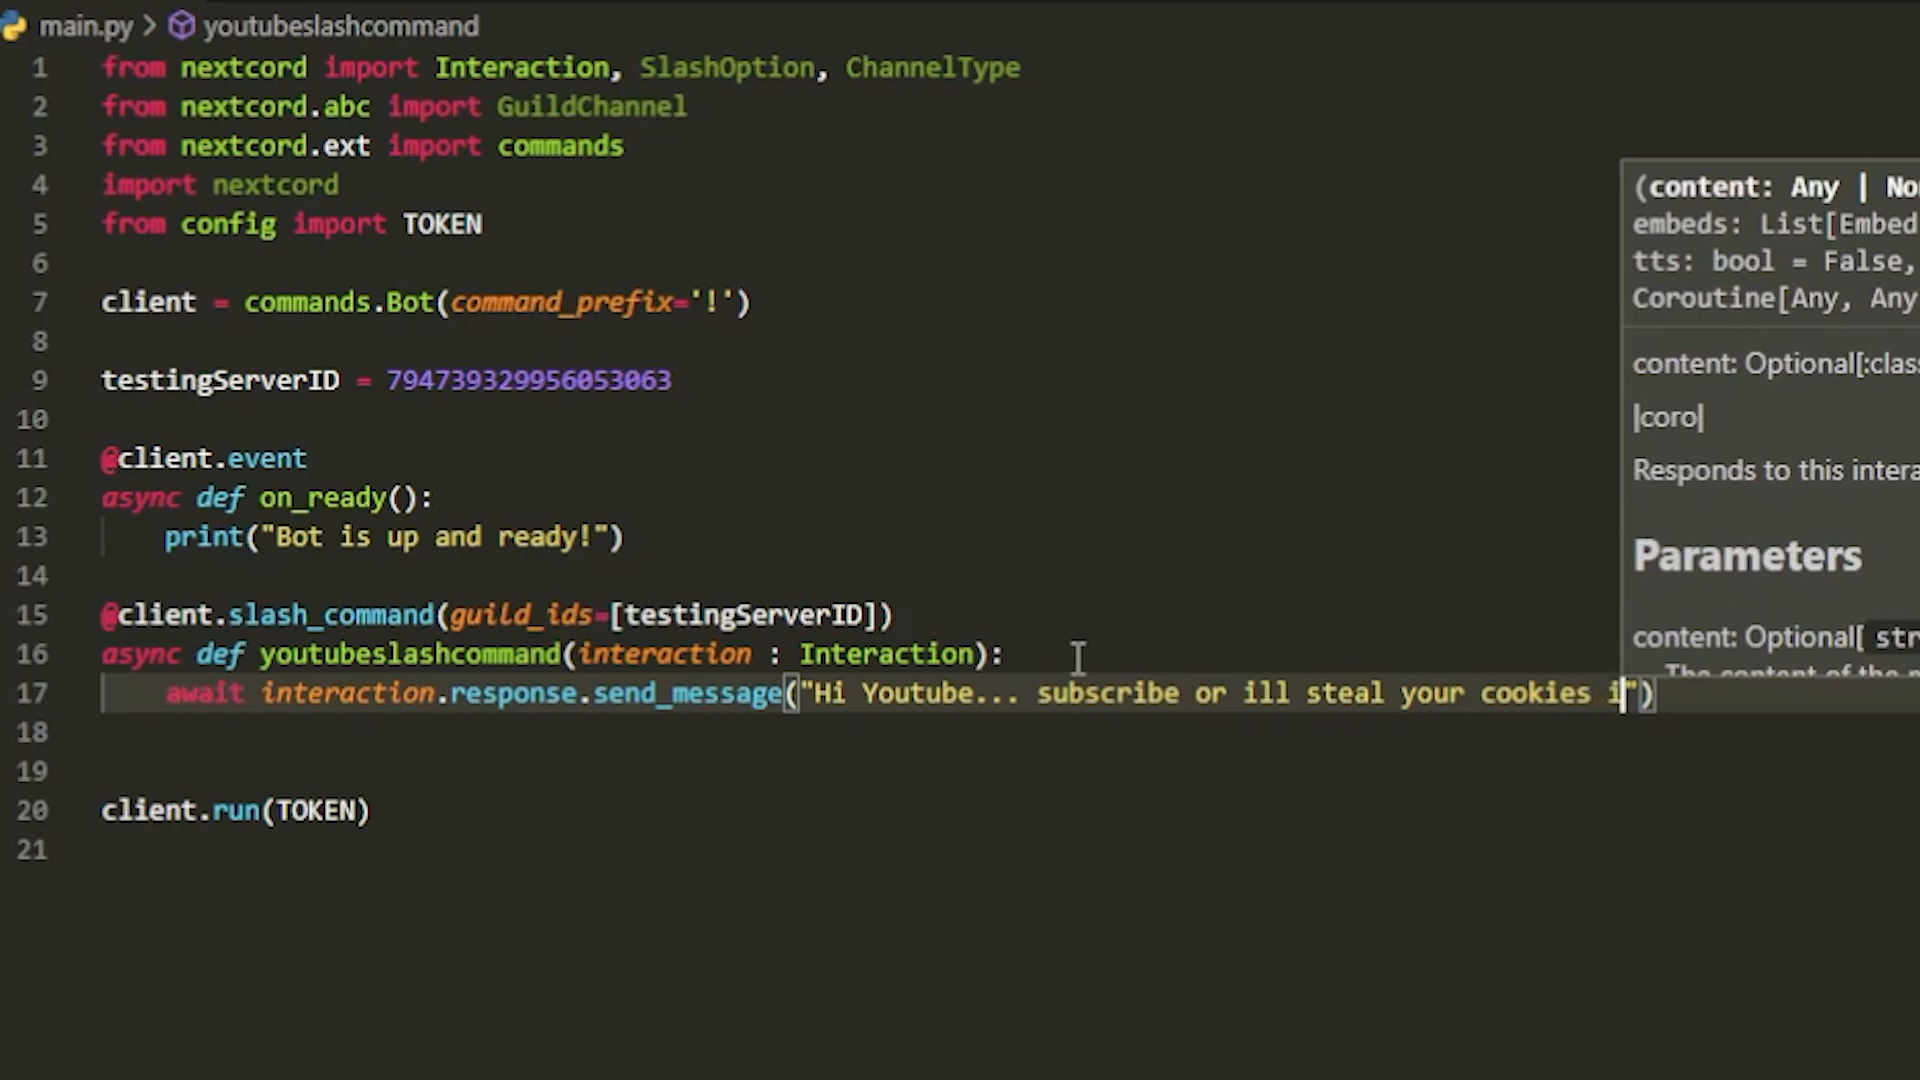 main.py > youtubeslashcommand
1 from nextcord import Interaction, SlashOption, ChannelType
2 from nextcord.abc import GuildChannel
3 from nextcord.ext import commands
4 import nextcord
5 from config import TOKEN
6
7 client = commands.Bot(command_prefix='!')
8
9 testingServerID = 794739329956053063
10
11 @client.event
12 async def on_ready():
13 print("Bot is up and ready!")
14
15 @client.slash_command(guild_ids=[testingServerID])
16 async def youtubeslashcommand(interaction : Interaction):
17 await interaction.response.send_message("Hi Youtube... subscribe or ill steal your cookies i")
18
19
20 client.run(TOKEN)
21
(content: Any | No
embeds: List[Embed
tts: bool = False,
Coroutine[Any, Any
content: Optional[:clas
|coro|
Responds to this intera
Parameters
content: Optional[ str
The content of the